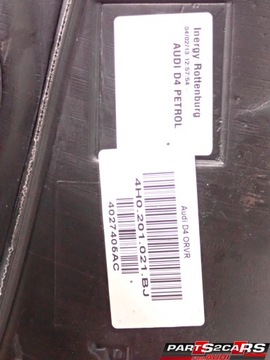 Inergy Rottenburg
04/02/13 12:57:54
AUDI D4 PETROL
Audi D4 ORVR
4H0.201.021.BJ
4027406AC
PARTS2CARS